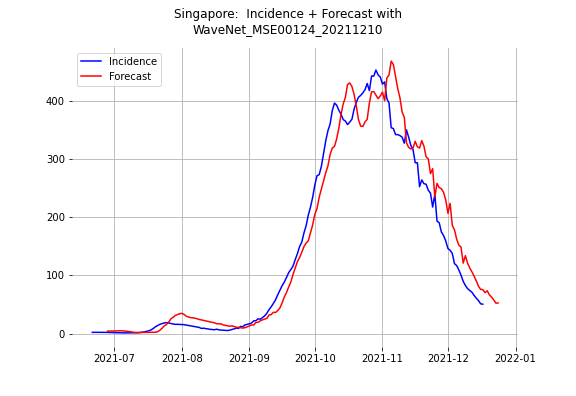 Singapore:  Incidence + Forecast with
WaveNet_MSE00124_20211210
Incidence
Forecast
400
300
200
100
0
2021-07 2021-08 2021-09 2021-10 2021-11 2021-12 2022-01